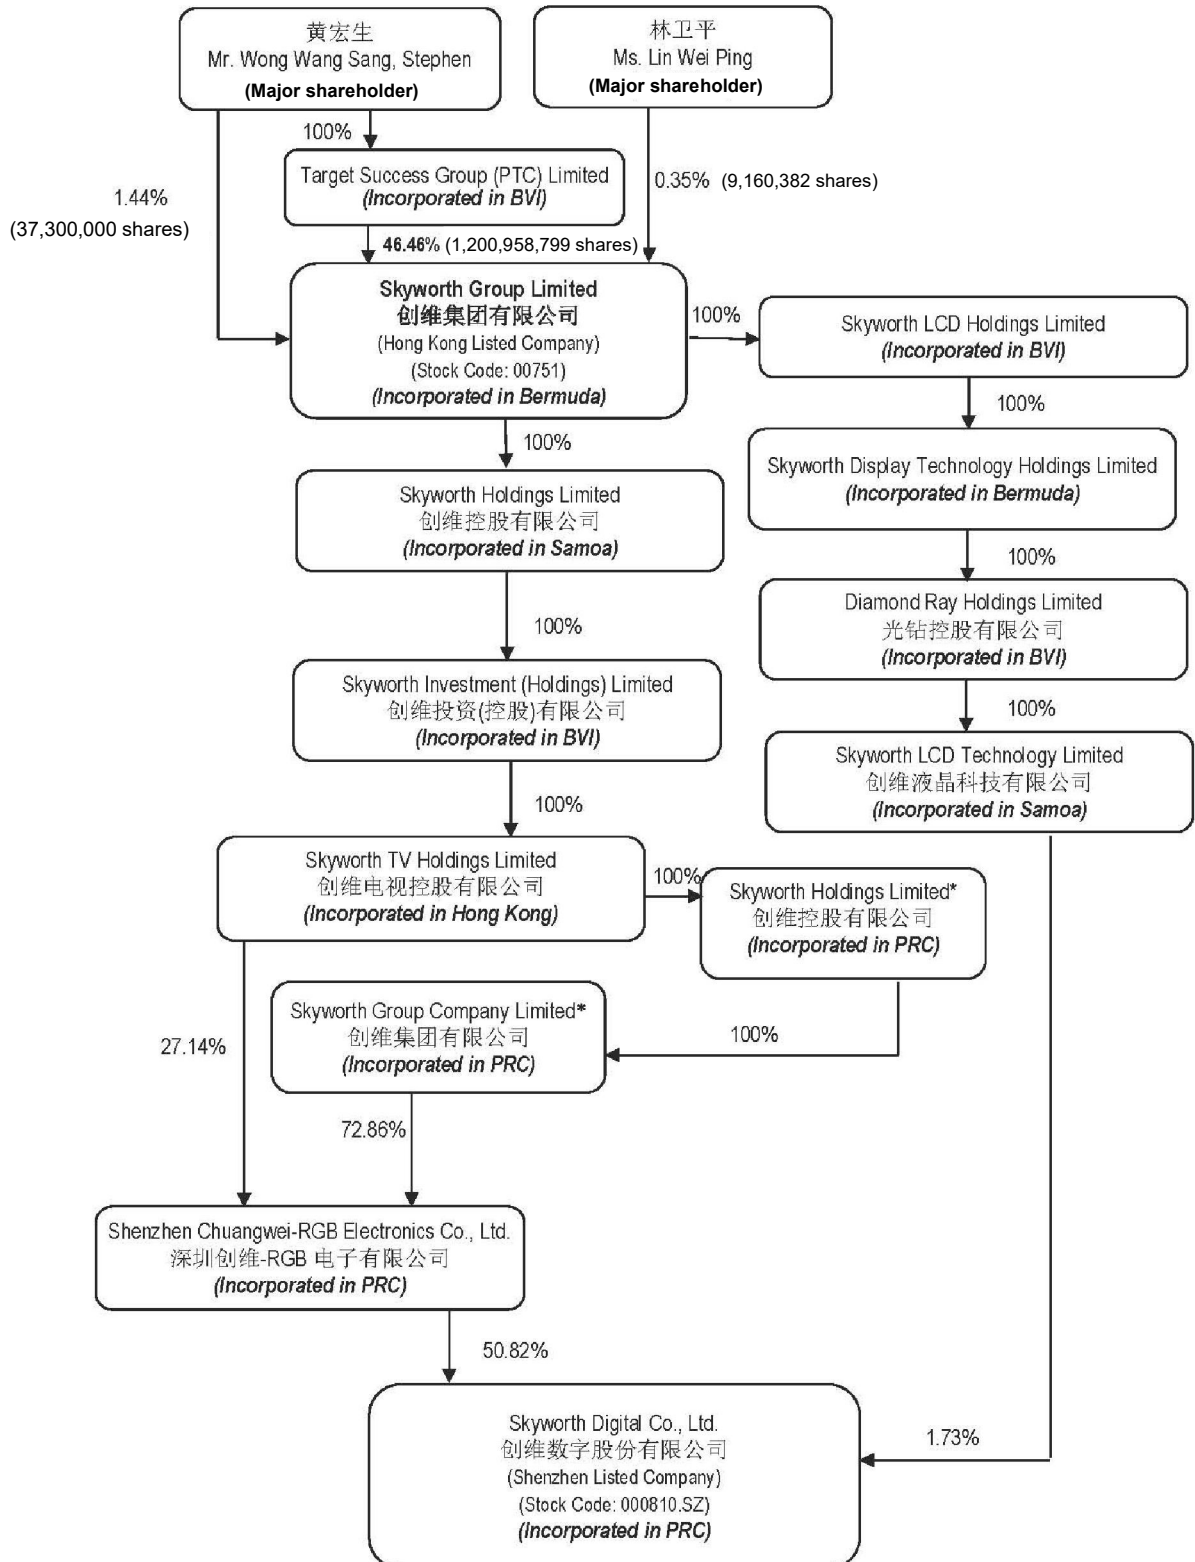 黄宏生
Mr. Wong Wang Sang, Stephen
(Major shareholder)
林卫平
Ms. Lin Wei Ping
(Major shareholder)
100%
Target Success Group (PTC) Limited
(Incorporated in BVI)
1.44%
(37,300,000 shares)
0.35% (9,160,382 shares)
46.46% (1,200,958,799 shares)
Skyworth Group Limited
创维集团有限公司
(Hong Kong Listed Company)
(Stock Code: 00751)
(Incorporated in Bermuda)
100%
Skyworth LCD Holdings Limited
(Incorporated in BVI)
100%
100%
Skyworth Display Technology Holdings Limited
(Incorporated in Bermuda)
Skyworth Holdings Limited
创维控股有限公司
(Incorporated in Samoa)
100%
Diamond Ray Holdings Limited
光钻控股有限公司
(Incorporated in BVI)
100%
Skyworth Investment (Holdings) Limited
创维投资(控股)有限公司
(Incorporated in BVI)
100%
Skyworth LCD Technology Limited
创维液晶科技有限公司
(Incorporated in Samoa)
100%
Skyworth TV Holdings Limited
创维电视控股有限公司
(Incorporated in Hong Kong)
100%
Skyworth Holdings Limited*
创维控股有限公司
(Incorporated in PRC)
Skyworth Group Company Limited*
创维集团有限公司
(Incorporated in PRC)
100%
27.14%
72.86%
Shenzhen Chuangwei-RGB Electronics Co., Ltd.
深圳创维-RGB 电子有限公司
(Incorporated in PRC)
50.82%
Skyworth Digital Co., Ltd.
创维数字股份有限公司
(Shenzhen Listed Company)
(Stock Code: 000810.SZ)
(Incorporated in PRC)
1.73%